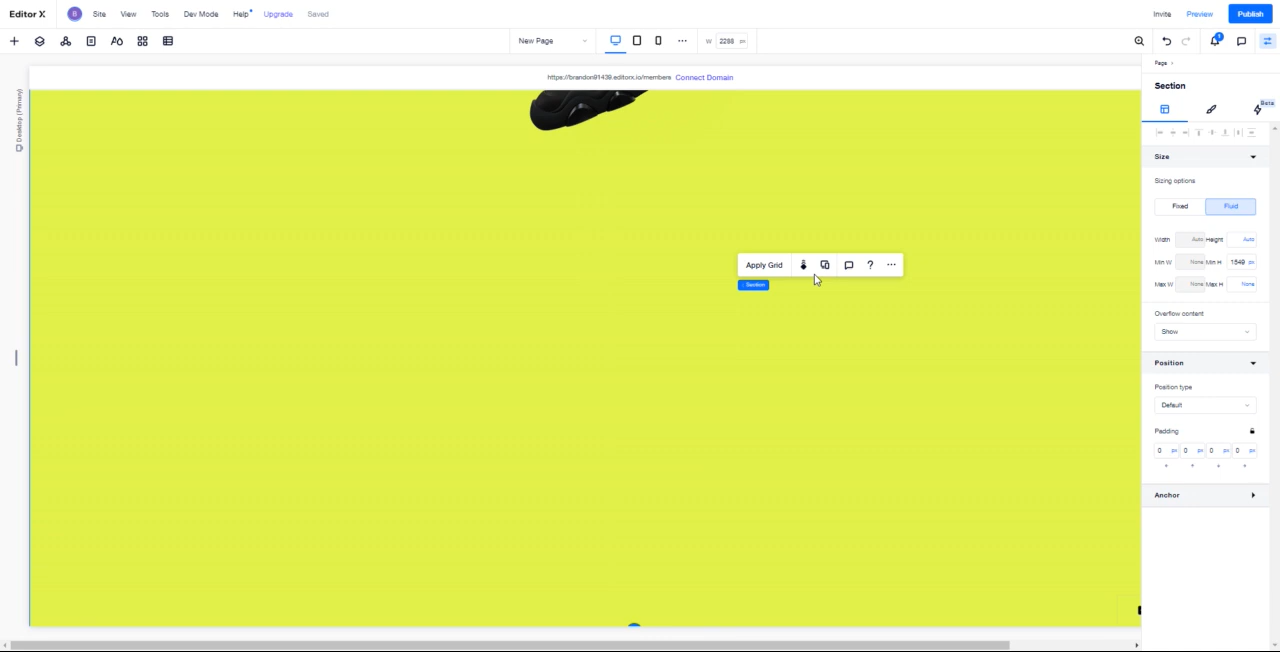 Editor X
B
Site
View
Tools
Dev Mode
Help
Upgrade
Saved
Invite
Preview
Publish
New Page
W 2288 px
1
https://brandon91439.editorx.io/members Connect Domain
Desktop (Primary)
Page
Section
Beta
Size
Sizing options
Fixed
Fluid
Width Auto Height Auto
Min W None Min H 1549 px
Max W None Max H None
Overflow content
Show
Position
Position type
Default
Padding
0 px 0 px 0 px 0 px
Anchor
Apply Grid
?
Section